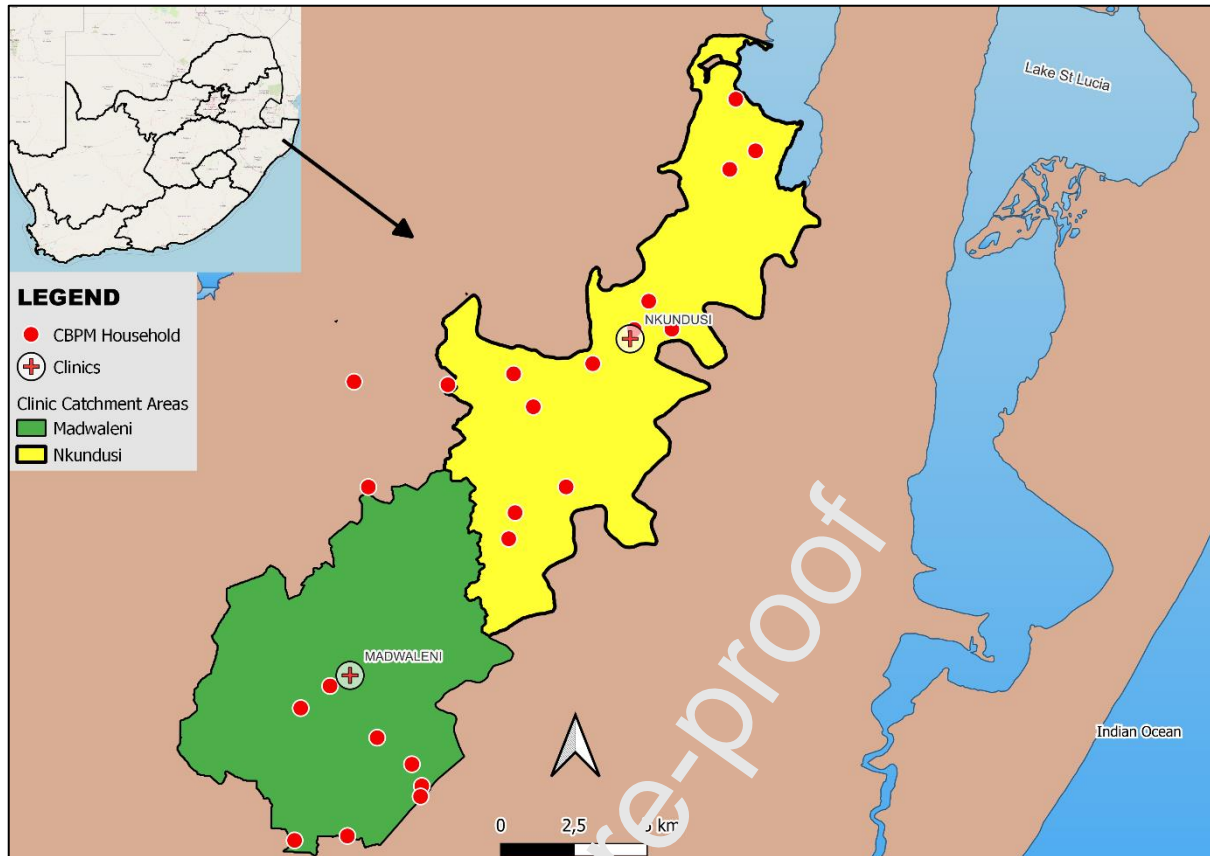 Lake St Lucia
LEGEND
CBPM Household
Clinics
Clinic Catchment Areas
Madwaleni
Nkundusi
NKUNDUSI
MADWALENI
Indian Ocean
0 2,5 km
re-proof